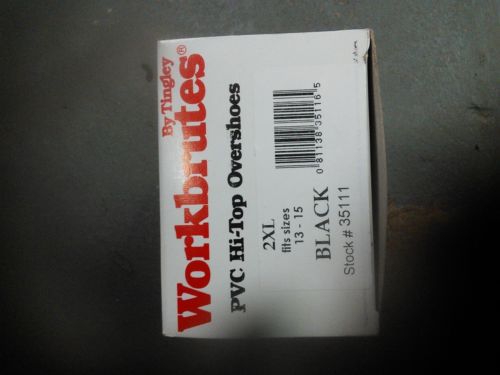 By Tingley
Workbrutes®
PVC Hi-Top Overshoes
0 81138 35116 5
2XL
fits sizes
13 - 15
BLACK
Stock # 35111